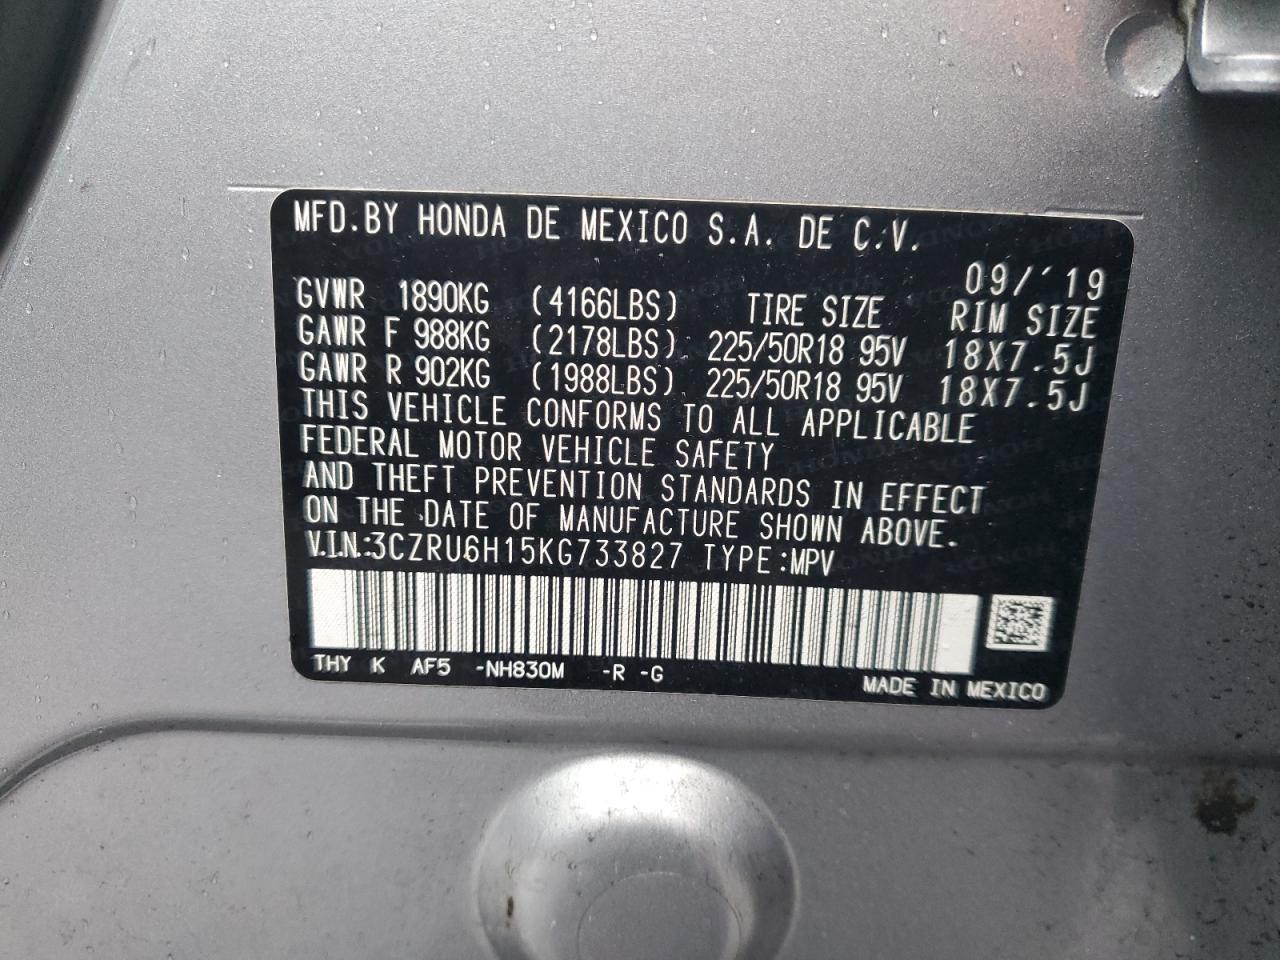 MFD.BY HONDA DE MEXICO S.A. DE C.V.
09/'19
GVWR 1890KG (4166LBS) TIRE SIZE RIM SIZE
GAWR F 988KG (2178LBS) 225/50R18 95V 18X7.5J
GAWR R 902KG (1988LBS) 225/50R18 95V 18X7.5J
THIS VEHICLE CONFORMS TO ALL APPLICABLE
FEDERAL MOTOR VEHICLE SAFETY
AND THEFT PREVENTION STANDARDS IN EFFECT
ON THE DATE OF MANUFACTURE SHOWN ABOVE.
V.I.N.:3CZRU6H15KG733827 TYPE:MPV
THY K AF5 -NH830M -R -G
MADE IN MEXICO